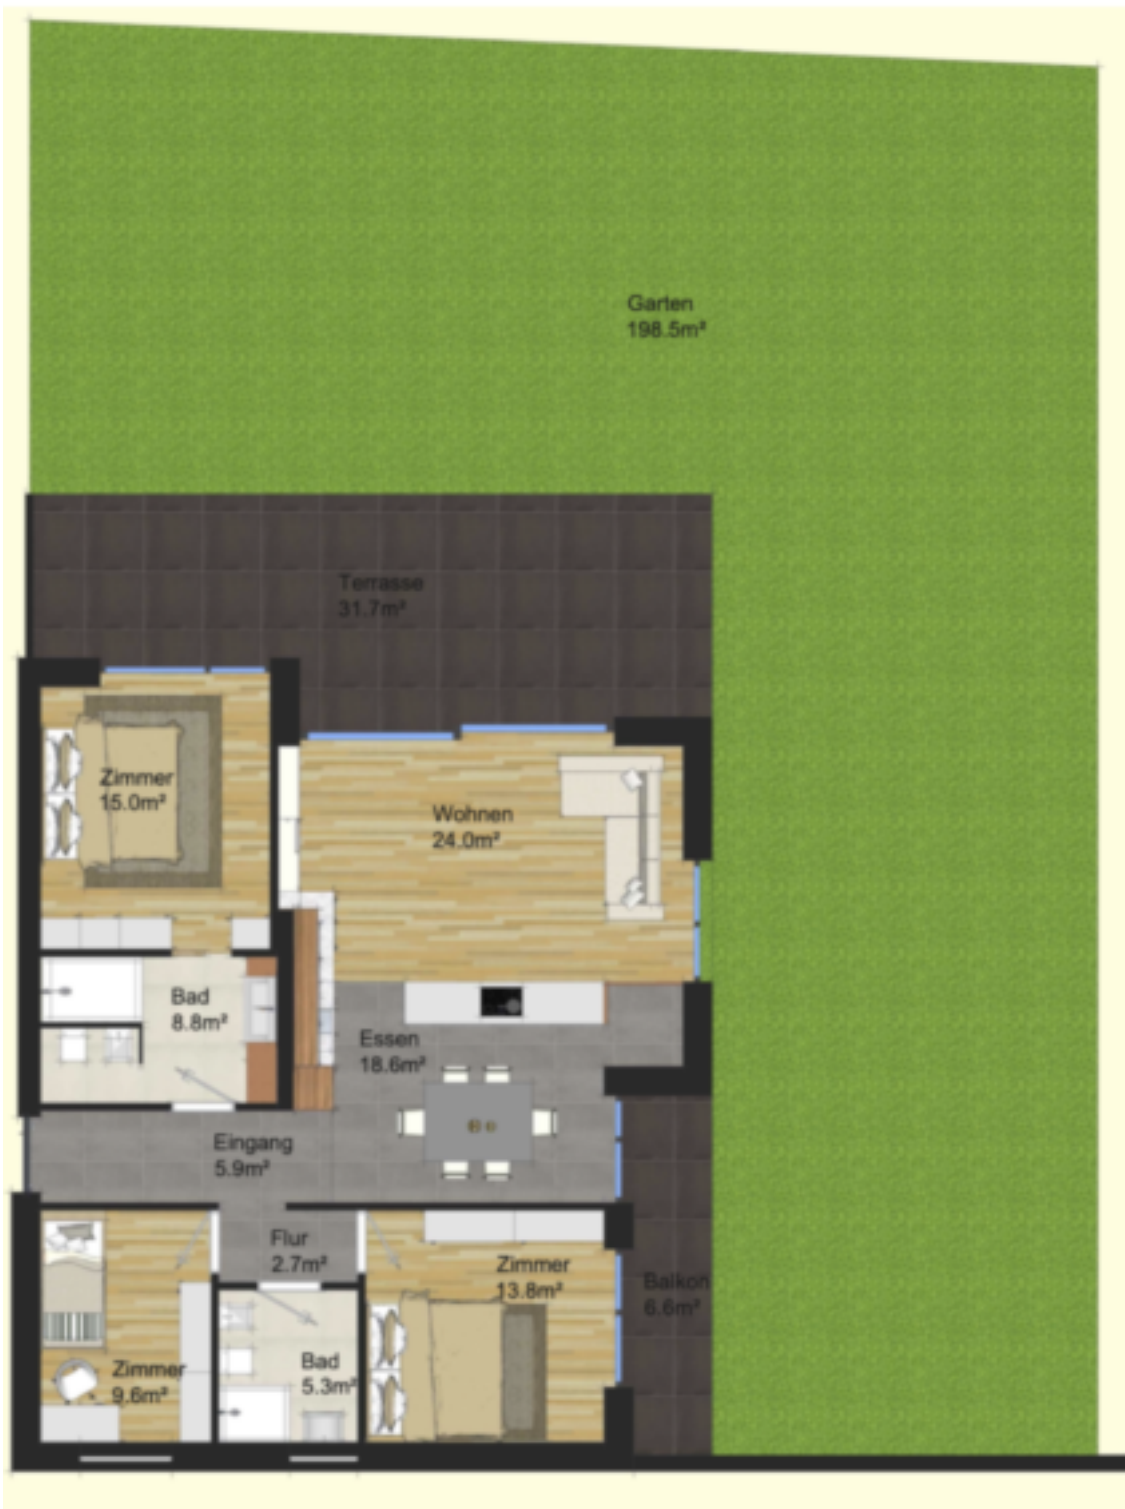 Garten
198.5m²
Terrasse
31.7m²
Zimmer
15.0m²
Wohnen
24.0m²
Bad
8.8m²
Essen
18.6m²
Eingang
5.9m²
Flur
2.7m²
Zimmer
13.8m²
Balkon
6.6m²
Zimmer
9.6m²
Bad
5.3m²